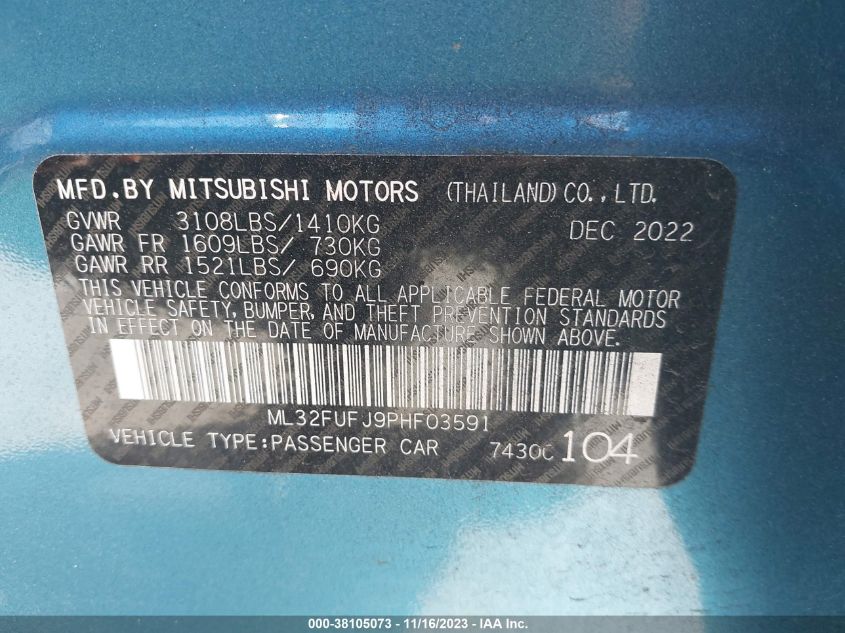 MFD.BY MITSUBISHI MOTORS (THAILAND) CO., LTD.
GVWR 3108LBS/1410KG DEC 2022
GAWR FR 1609LBS/ 730KG
GAWR RR 1521LBS/ 690KG
THIS VEHICLE CONFORMS TO ALL APPLICABLE FEDERAL MOTOR
VEHICLE SAFETY, BUMPER, AND THEFT PREVENTION STANDARDS
IN EFFECT ON THE DATE OF MANUFACTURE SHOWN ABOVE.
ML32FUFJ9PHF03591
VEHICLE TYPE:PASSENGER CAR 7430C 104
000-38105073 - 11/16/2023 - IAA Inc.